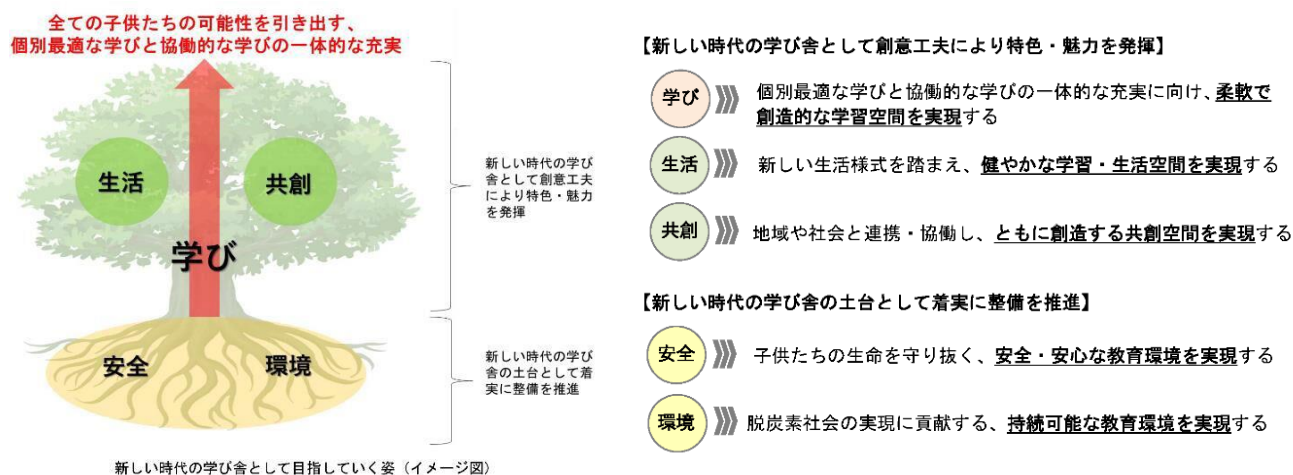 全ての子供たちの可能性を引き出す、
個別最適な学びと協働的な学びの一体的な充実
生活
共創
学び
安全
環境
新しい時代の学び
舎として創意工夫
により特色・魅力
を発揮
新しい時代の学び
舎の土台として着
実に整備を推進
新しい時代の学び舎として目指していく姿（イメージ図）
【新しい時代の学び舎として創意工夫により特色・魅力を発揮】
学び
個別最適な学びと協働的な学びの一体的な充実に向け、柔軟で
創造的な学習空間を実現する
生活
新しい生活様式を踏まえ、健やかな学習・生活空間を実現する
共創
地域や社会と連携・協働し、ともに創造する共創空間を実現する
【新しい時代の学び舎の土台として着実に整備を推進】
安全
子供たちの生命を守り抜く、安全・安心な教育環境を実現する
環境
脱炭素社会の実現に貢献する、持続可能な教育環境を実現する